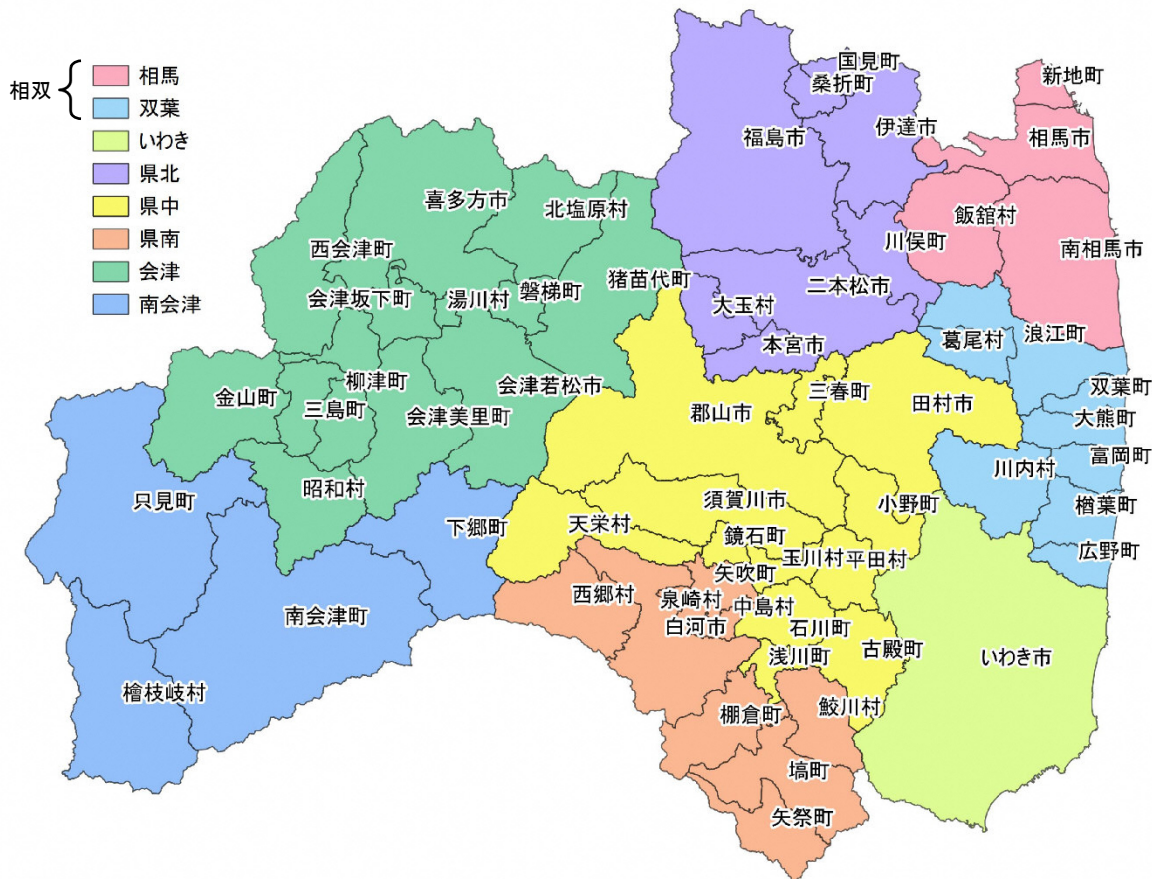 相双
相馬
双葉
いわき
県北
県中
県南
会津
南会津
国見町
桑折町
新地町
福島市
伊達市
相馬市
喜多方市
北塩原村
飯舘村
川俣町
南相馬市
西会津町
猪苗代町
会津坂下町
湯川村
磐梯町
大玉村
二本松市
本宮市
葛尾村
浪江町
柳津町
会津若松市
双葉町
金山町
三島町
会津美里町
郡山市
三春町
田村市
大熊町
富岡町
川内村
昭和村
只見町
下郷町
須賀川市
小野町
楢葉町
天栄村
鏡石町
玉川村
平田村
広野町
矢吹町
西郷村
泉崎村
中島村
白河市
石川町
南会津町
浅川町
古殿町
いわき市
檜枝岐村
棚倉町
鮫川村
塙町
矢祭町